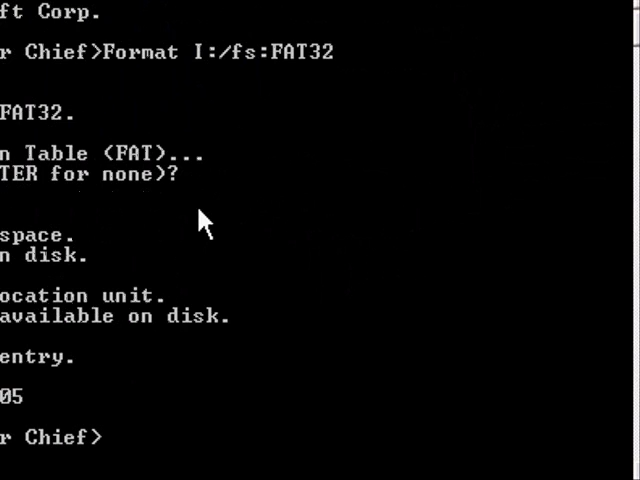 ft Corp.
r Chief>Format I:/fs:FAT32
FAT32.
n Table (FAT)...
TER for none)?
space.
n disk.
ocation unit.
available on disk.
entry.
05
r Chief>